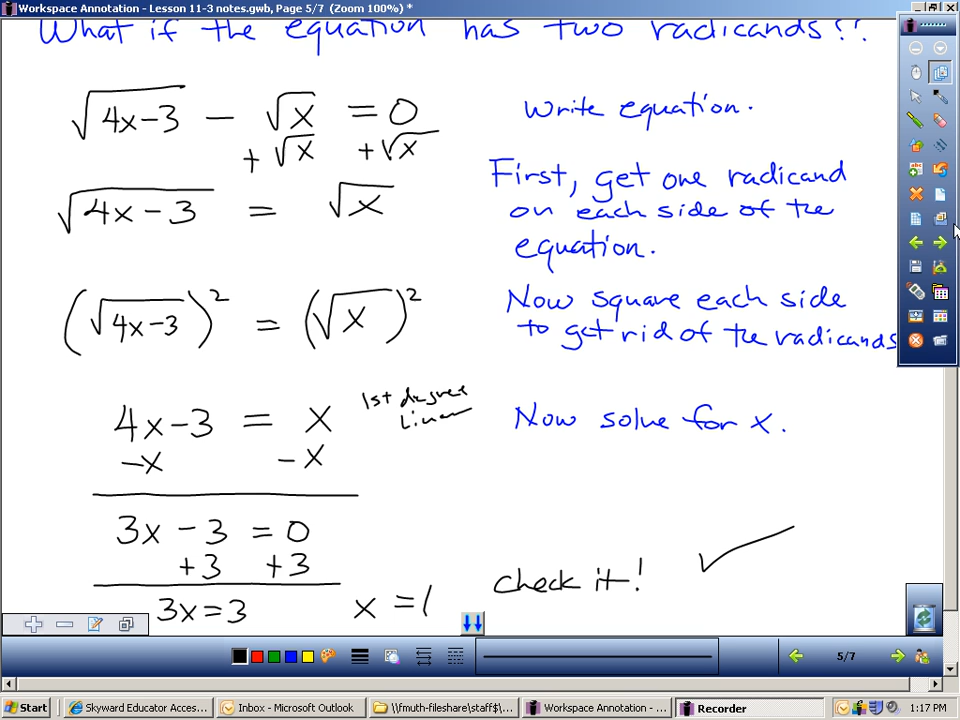 Workspace Annotation - Lesson 11-3 notes.gwb, Page 5/7 (Zoom 100%) *
What if the equation has two radicands??
√4x-3 - √x = 0
Write equation.
+√x +√x
√4x-3 = √x
First, get one radicand
on each side of the
equation.
(√4x-3)² = (√x)²
Now square each side
to get rid of the radicands
4x-3 = x
1st degree
Linear
Now solve for x.
-x -x
3x - 3 = 0
+3 +3
check it! ✓
3x = 3 x = 1
5/7
Start
Skyward Educator Acces...
Inbox - Microsoft Outlook
\\fmuth-fileshare\staff$\...
Workspace Annotation - ...
Recorder
1:17 PM